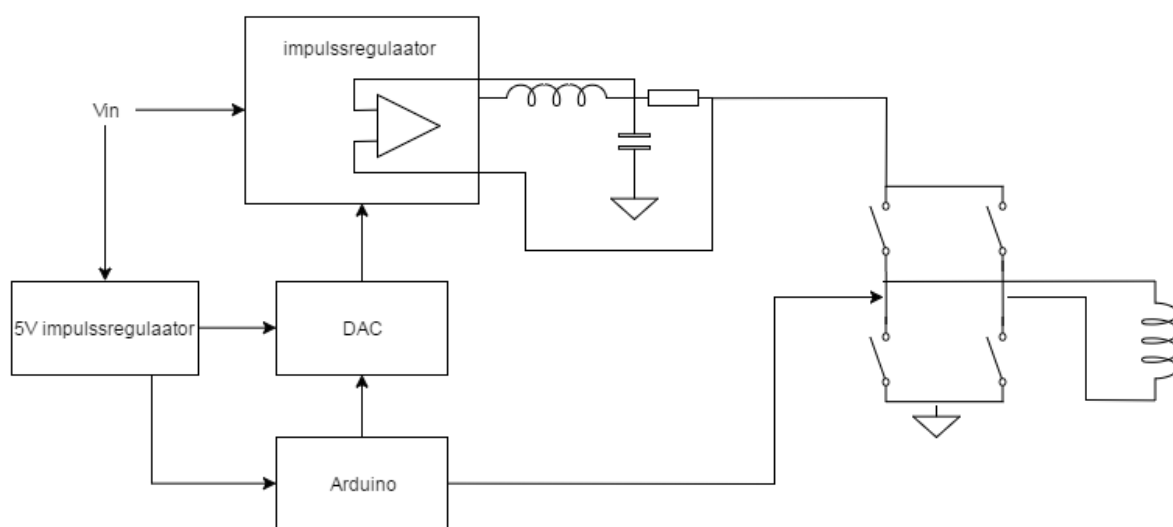 impulssregulaator
Vin
5V impulssregulaator
DAC
Arduino